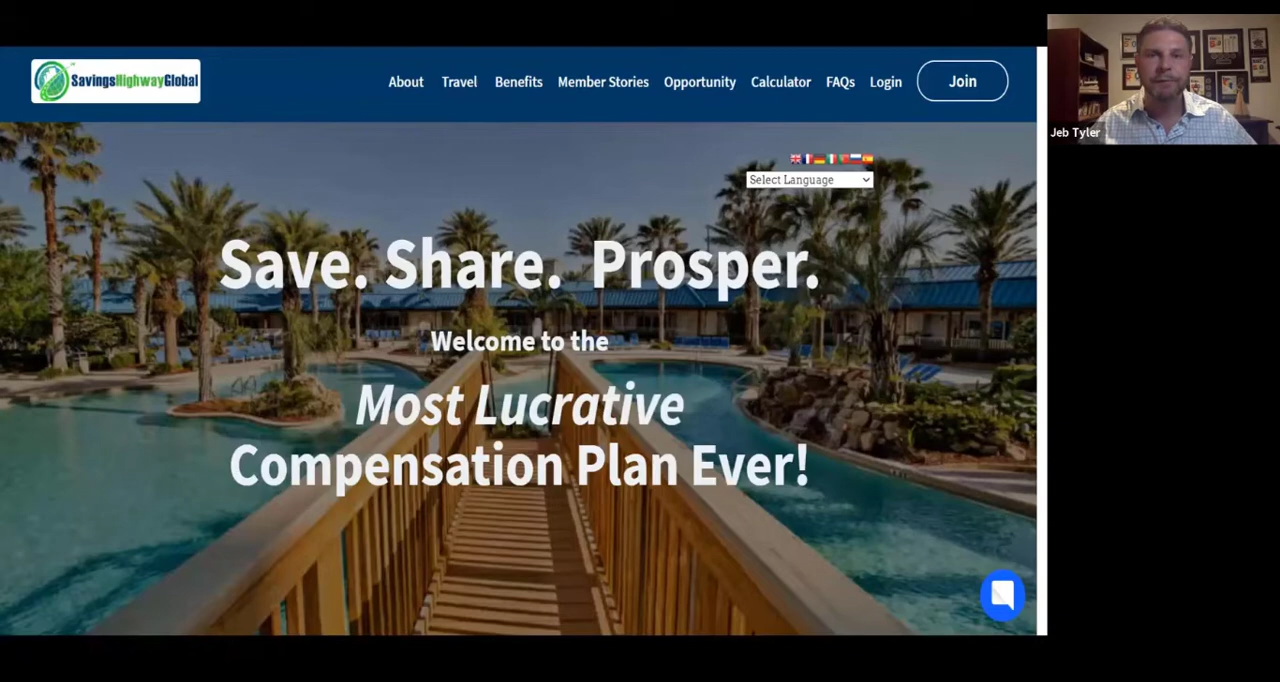 SavingsHighwayGlobal
About Travel Benefits Member Stories Opportunity Calculator FAQs Login Join
Jeb Tyler
Select Language
Save. Share. Prosper.
Welcome to the
Most Lucrative
Compensation Plan Ever!